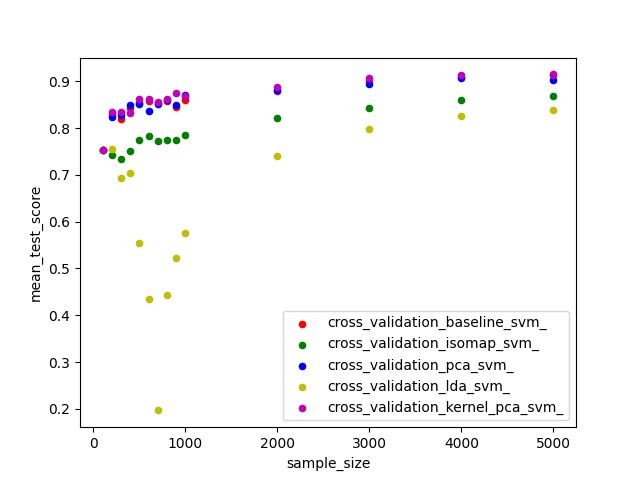 0.9
0.8
0.7
0.6
0.5
0.4
0.3
0.2
mean_test_score
cross_validation_baseline_svm_
cross_validation_isomap_svm_
cross_validation_pca_svm_
cross_validation_lda_svm_
cross_validation_kernel_pca_svm_
0 1000 2000 3000 4000 5000
sample_size